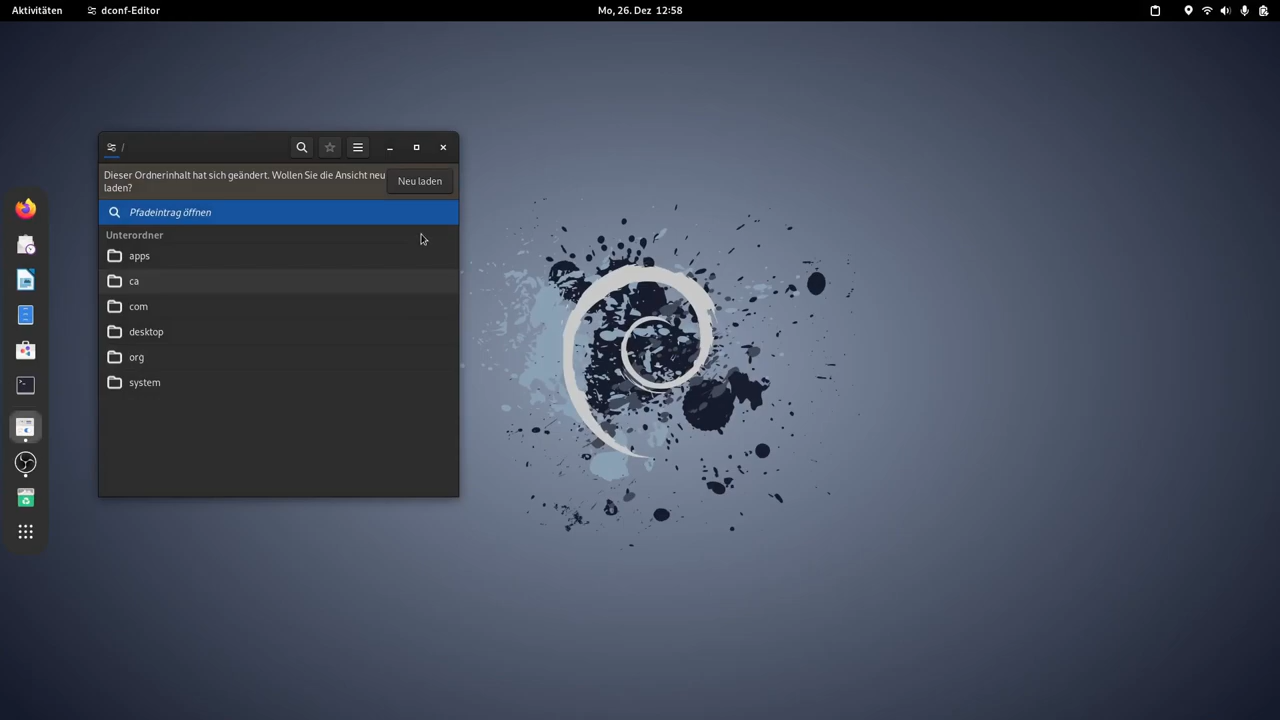 Aktivitäten
dconf-Editor
Mo, 26. Dez 12:58
/
Dieser Ordnerinhalt hat sich geändert. Wollen Sie die Ansicht neu
laden?
Neu laden
Pfadeintrag öffnen
Unterordner
apps
ca
com
desktop
org
system